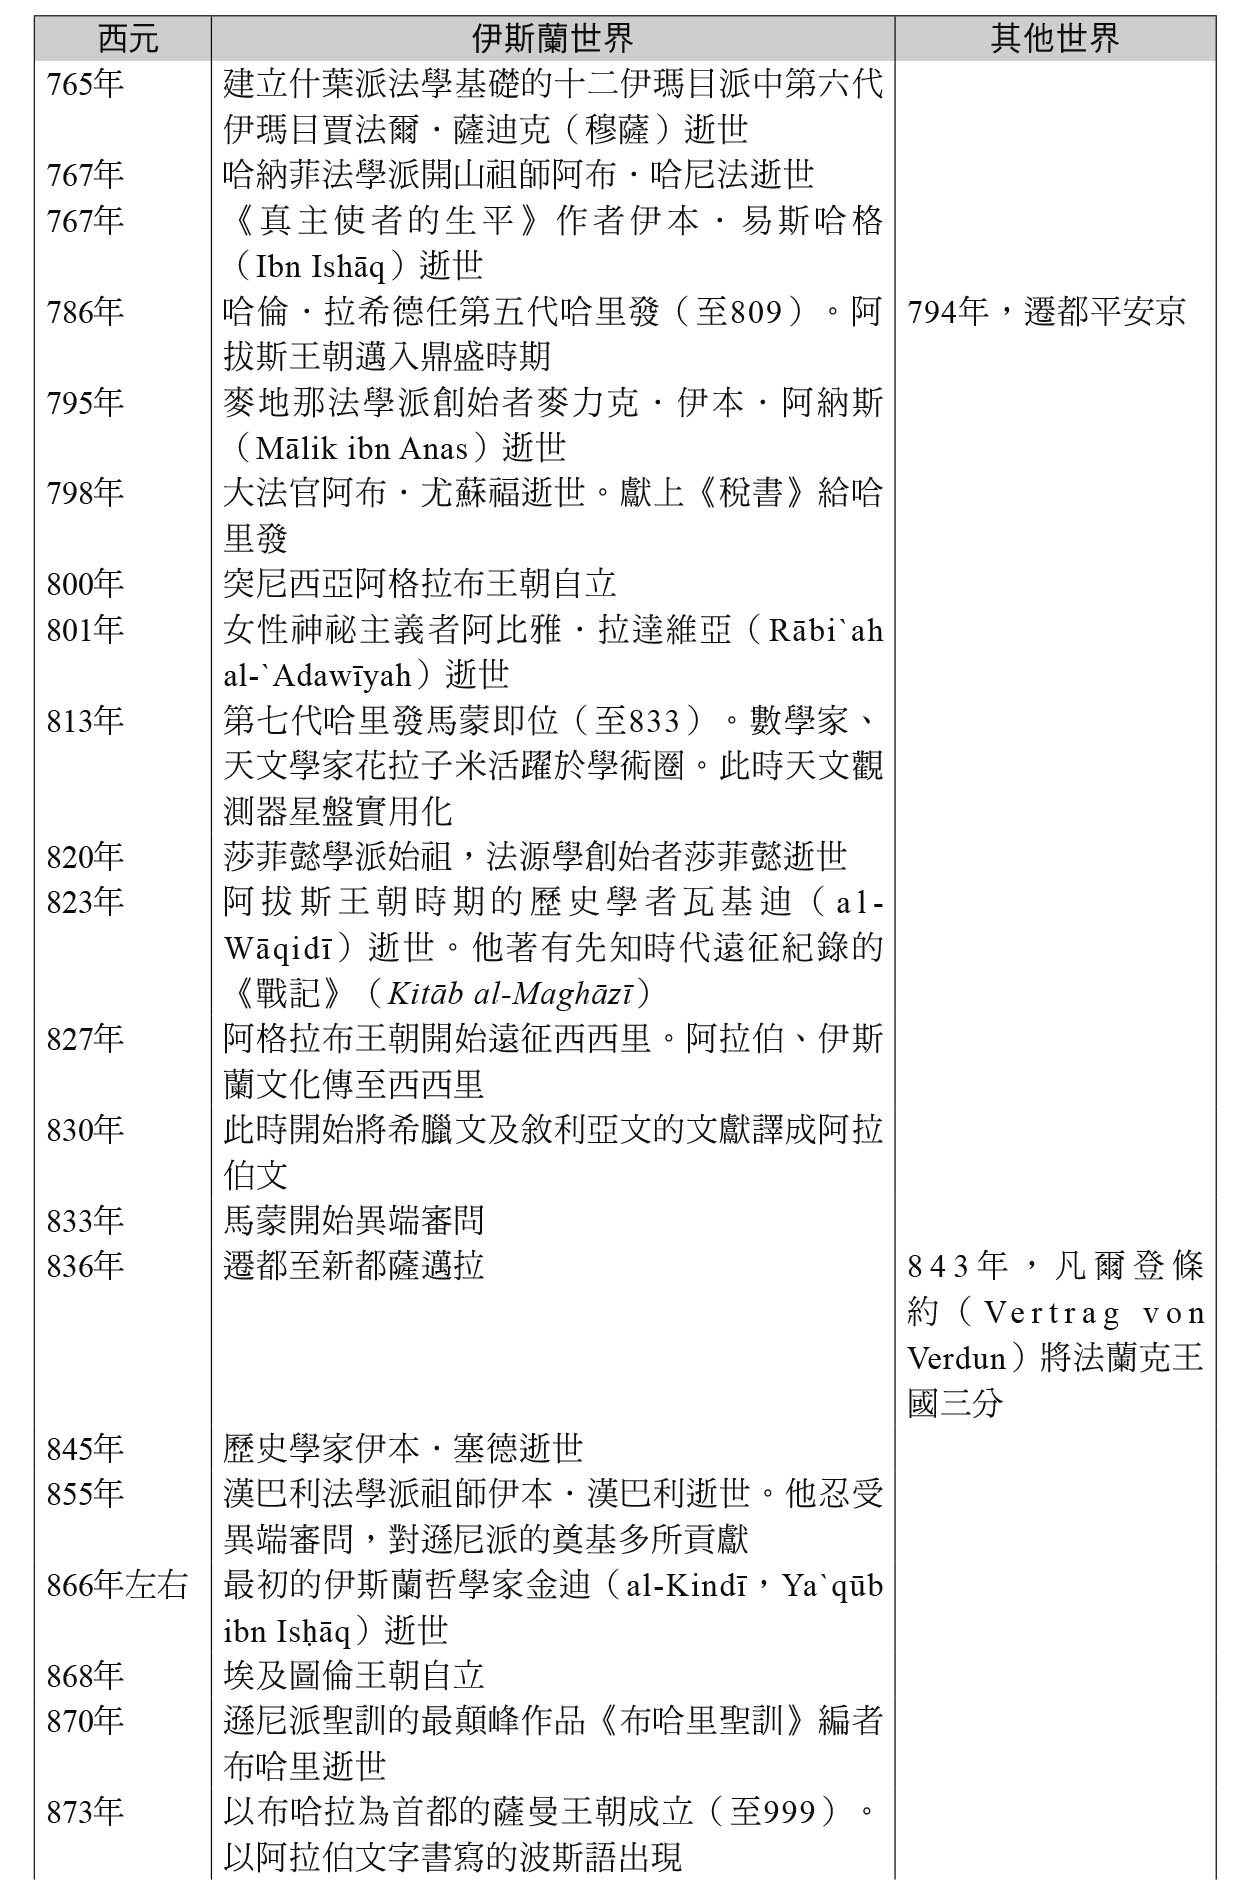 西元 伊斯蘭世界 其他世界
765年 建立什葉派法學基礎的十二伊瑪目派中第六代
伊瑪目賈法爾．薩迪克（穆薩）逝世
767年 哈納菲法學派開山祖師阿布．哈尼法逝世
767年 《真主使者的生平》作者伊本．易斯哈格
（Ibn Ishāq）逝世
786年 哈倫．拉希德任第五代哈里發（至809）。阿 794年，遷都平安京
拔斯王朝邁入鼎盛時期
795年 麥地那法學派創始者麥力克．伊本．阿納斯
（Mālik ibn Anas）逝世
798年 大法官阿布．尤蘇福逝世。獻上《稅書》給哈
里發
800年 突尼西亞阿格拉布王朝自立
801年 女性神祕主義者阿比雅．拉達維亞（Rābi`ah
al-`Adawīyah）逝世
813年 第七代哈里發馬蒙即位（至833）。數學家、
天文學家花拉子米活躍於學術圈。此時天文觀
測器星盤實用化
820年 莎菲懿學派始祖，法源學創始者莎菲懿逝世
823年 阿拔斯王朝時期的歷史學者瓦基迪（al-
Wāqidī）逝世。他著有先知時代遠征紀錄的
《戰記》（Kitāb al-Maghāzī）
827年 阿格拉布王朝開始遠征西西里。阿拉伯、伊斯
蘭文化傳至西西里
830年 此時開始將希臘文及敘利亞文的文獻譯成阿拉
伯文
833年 馬蒙開始異端審問
836年 遷都至新都薩邁拉 843年，凡爾登條
約（Vertrag von
Verdun）將法蘭克王
國三分
845年 歷史學家伊本．塞德逝世
855年 漢巴利法學派祖師伊本．漢巴利逝世。他忍受
異端審問，對遜尼派的奠基多所貢獻
866年左右 最初的伊斯蘭哲學家金迪（al-Kindī，Ya`qūb
ibn Isḥāq）逝世
868年 埃及圖倫王朝自立
870年 遜尼派聖訓的最顛峰作品《布哈里聖訓》編者
布哈里逝世
873年 以布哈拉為首都的薩曼王朝成立（至999）。
以阿拉伯文字書寫的波斯語出現